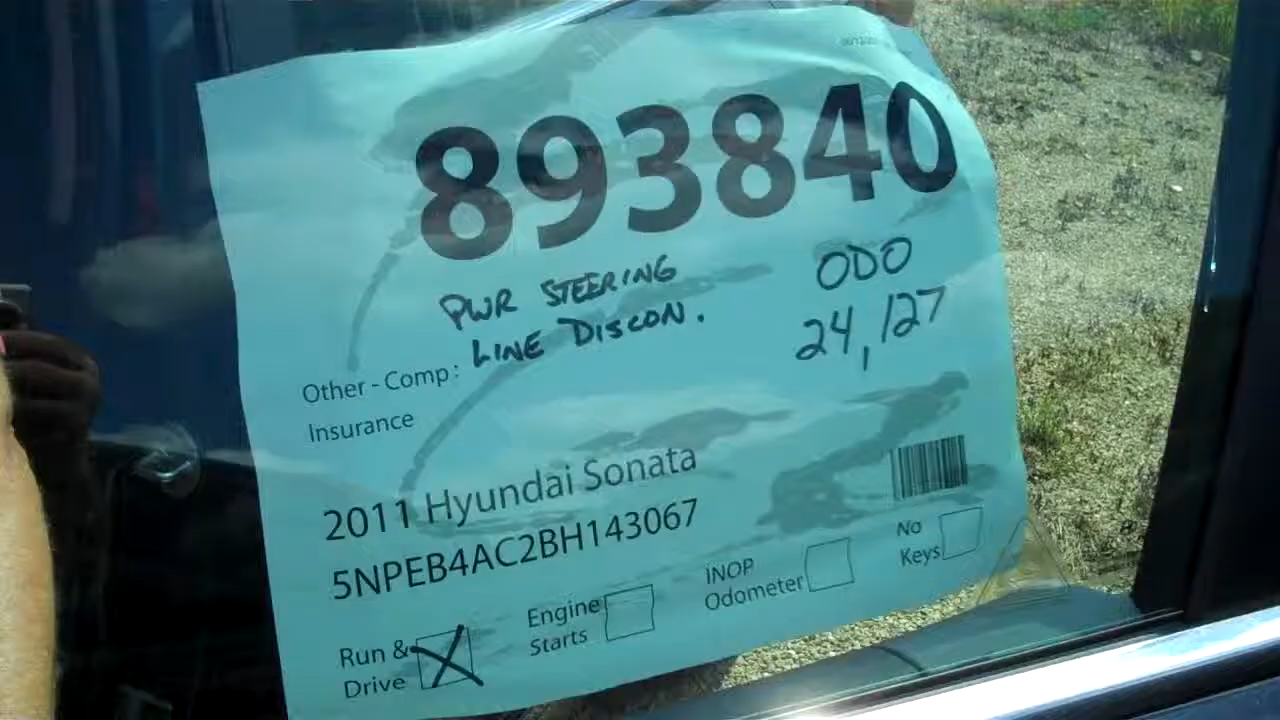 893840
PWR STEERING
LINE DISCON.
ODO
24,127
Other - Comp :
Insurance
2011 Hyundai Sonata
5NPEB4AC2BH143067
Run &
Drive
Engine
Starts
INOP
Odometer
No
Keys